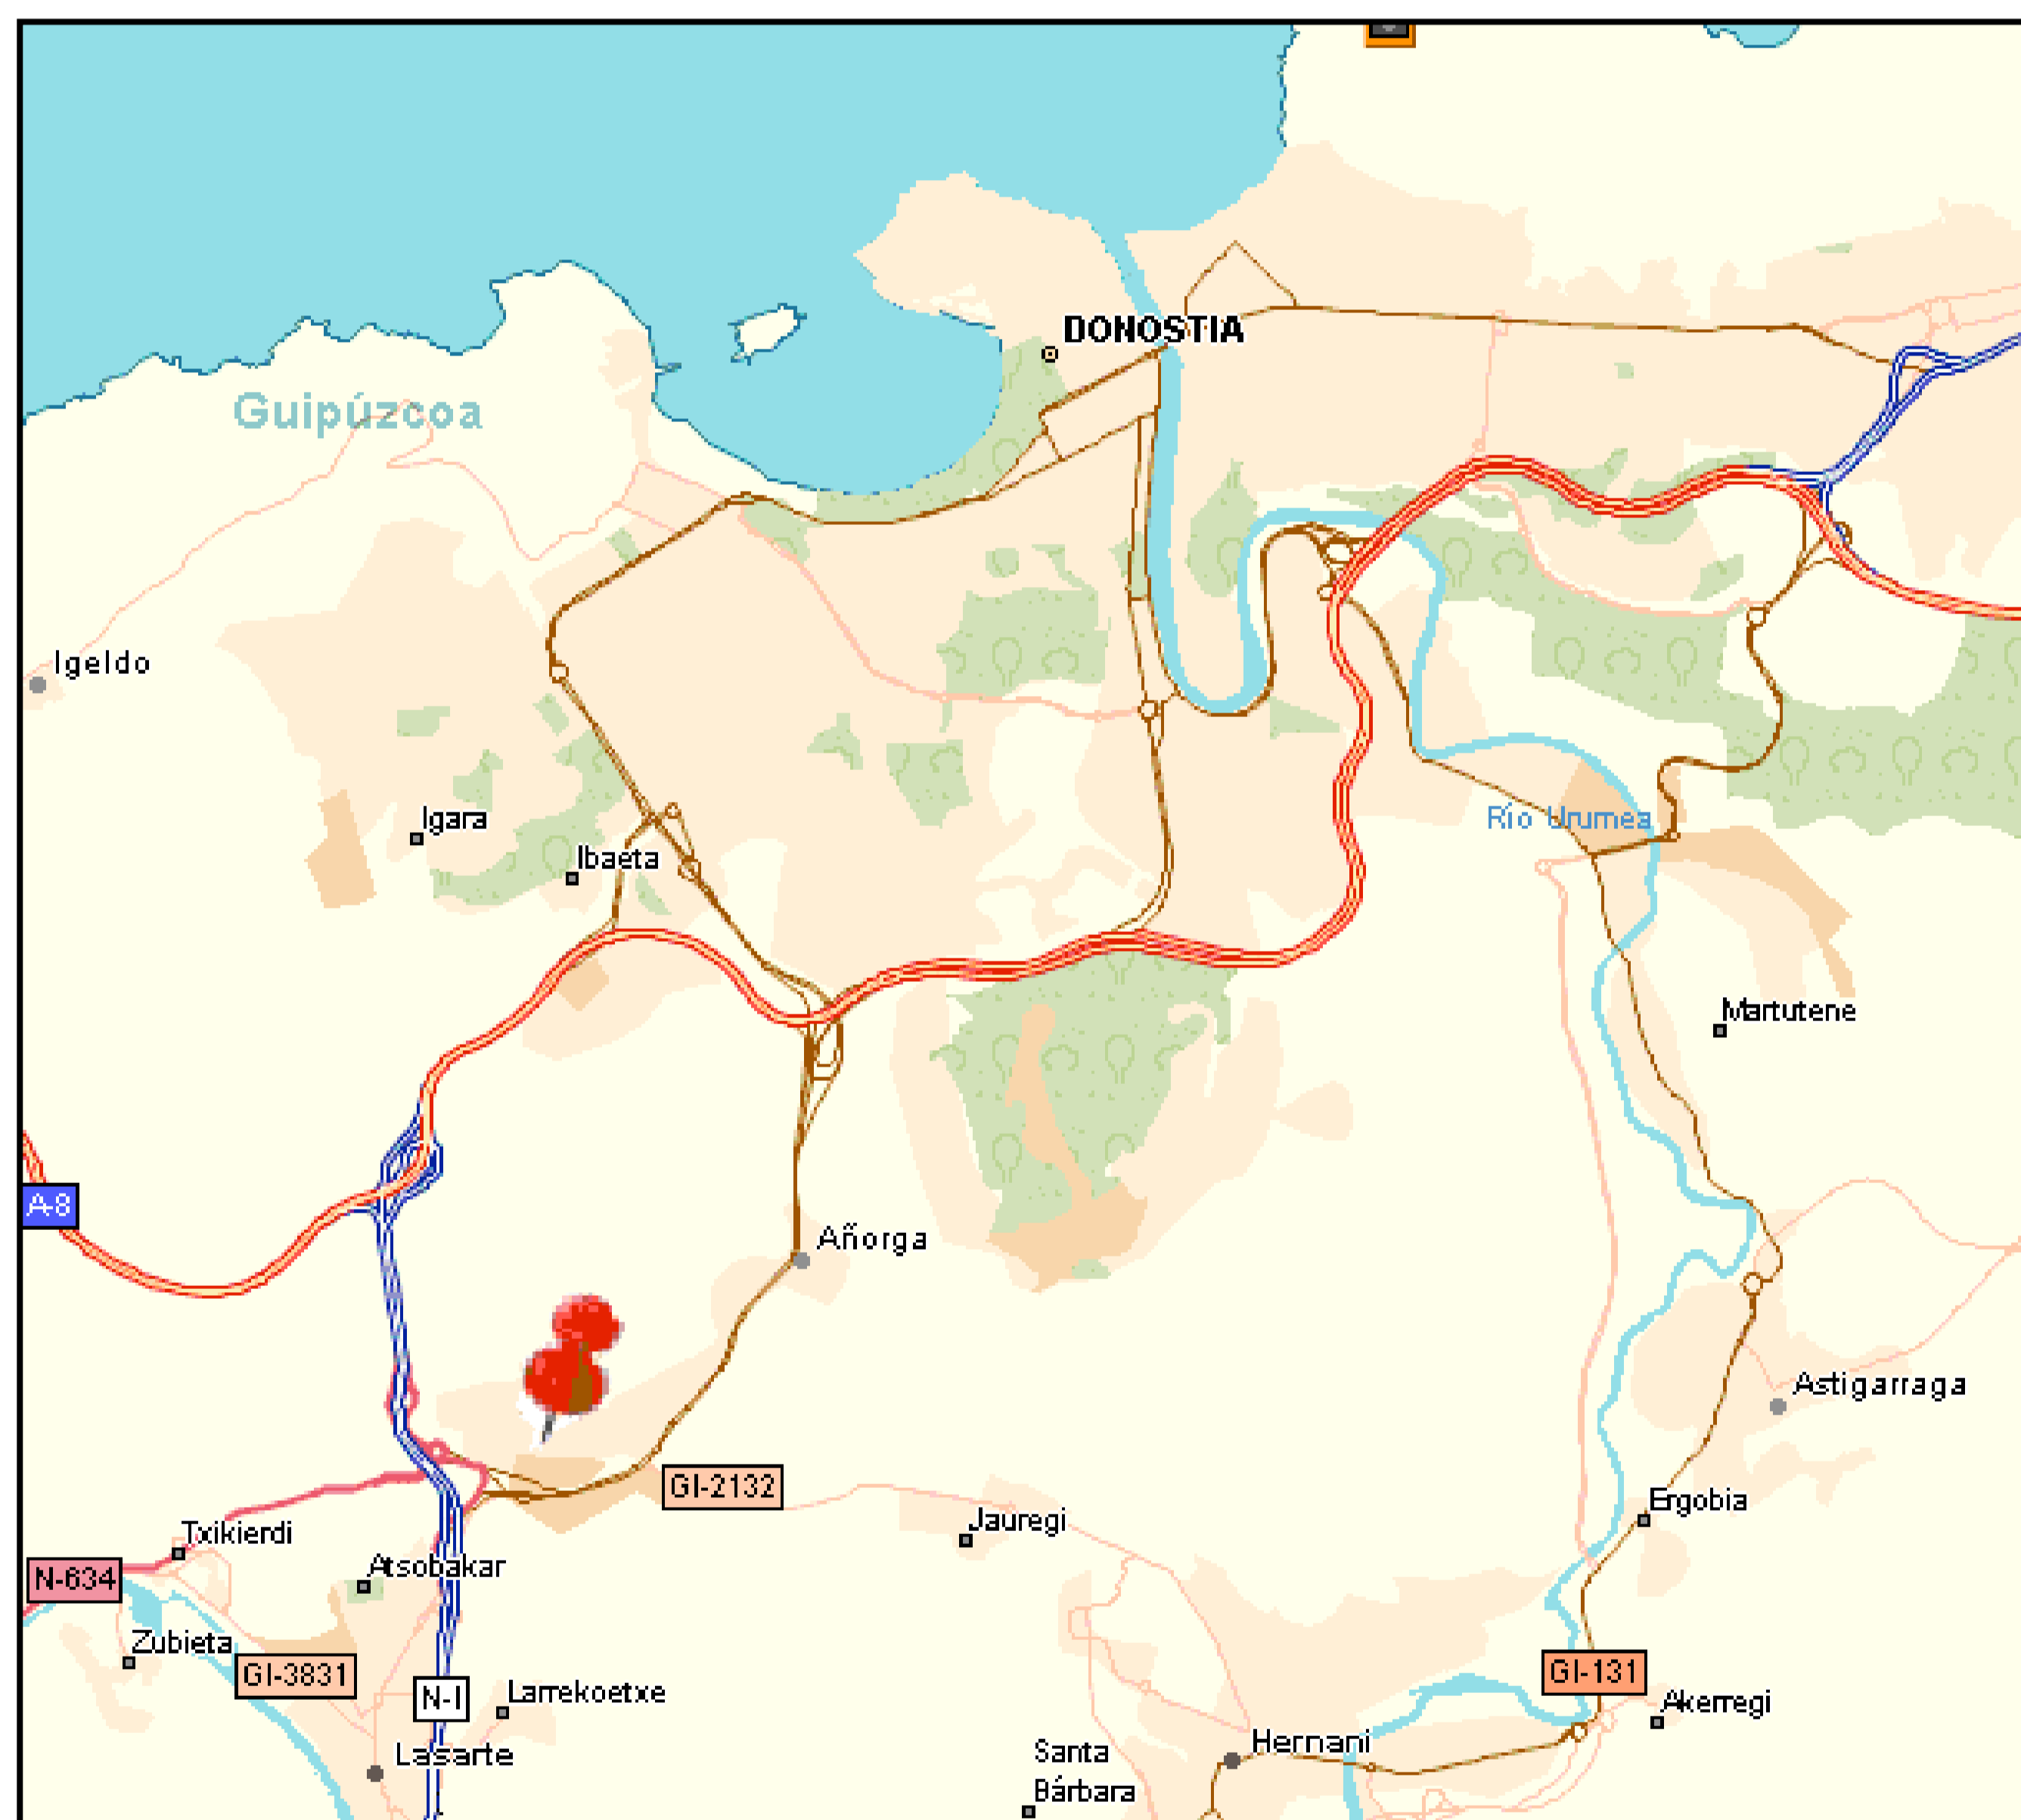 DONOSTIA
Guipúzcoa
Igeldo
Igara
Río Urumea
Ibaeta
Martutene
A-8
Añorga
Astigarraga
GI-2132
Ergobia
Jauregi
Txikierdi
Atsobakar
N-634
Zubieta
GI-3831
GI-131
N-I
Larrekoetxe
Akerregi
Lasarte
Hernani
Santa
Bárbara